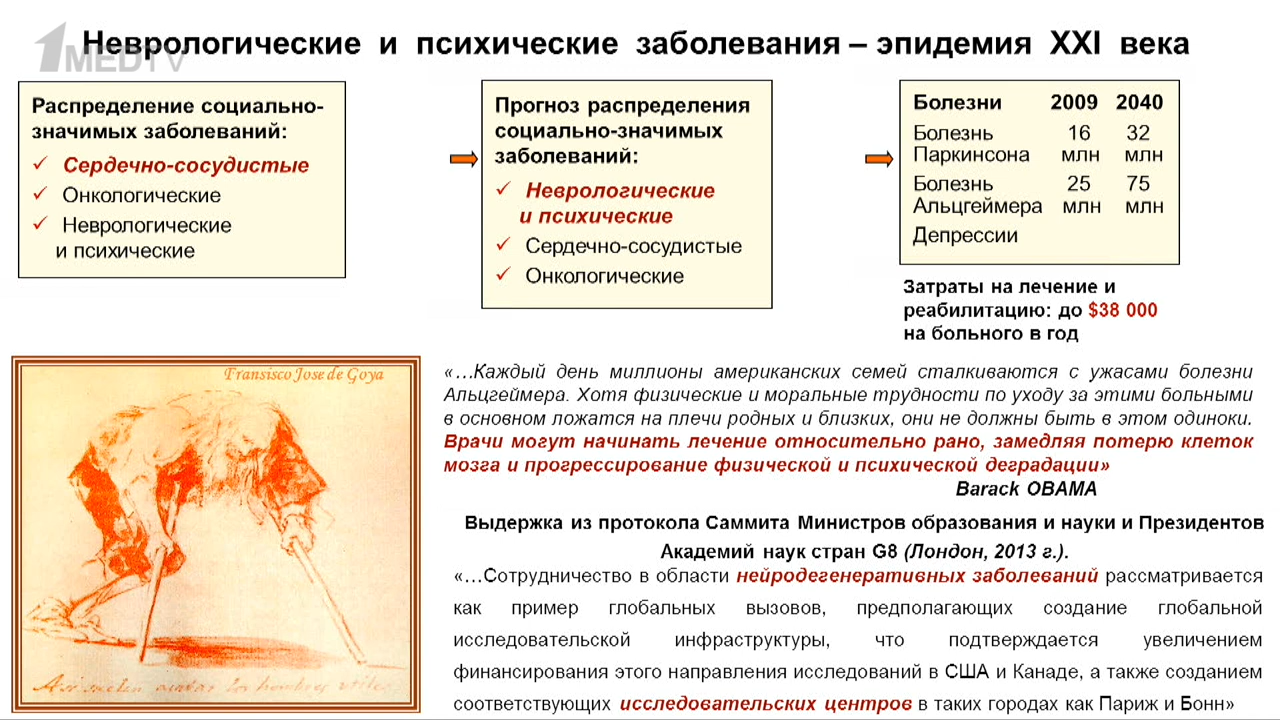 1MEDTV
Неврологические и психические заболевания – эпидемия XXI века
Распределение социально-
значимых заболеваний:
✓ Сердечно-сосудистые
✓ Онкологические
✓ Неврологические
и психические
Прогноз распределения
социально-значимых
заболеваний:
✓ Неврологические
и психические
✓ Сердечно-сосудистые
✓ Онкологические
Болезни 2009 2040
Болезнь 16 32
Паркинсона млн млн
Болезнь 25 75
Альцгеймера млн млн
Депрессии
Затраты на лечение и
реабилитацию: до $38 000
на больного в год
Fransisco Jose de Goya
«…Каждый день миллионы американских семей сталкиваются с ужасами болезни
Альцгеймера. Хотя физические и моральные трудности по уходу за этими больными
в основном ложатся на плечи родных и близких, они не должны быть в этом одиноки.
Врачи могут начинать лечение относительно рано, замедляя потерю клеток
мозга и прогрессирование физической и психической деградации»
Barack OBAMA
Выдержка из протокола Саммита Министров образования и науки и Президентов
Академий наук стран G8 (Лондон, 2013 г.).
«…Сотрудничество в области нейродегенеративных заболеваний рассматривается
как пример глобальных вызовов, предполагающих создание глобальной
исследовательской инфраструктуры, что подтверждается увеличением
финансирования этого направления исследований в США и Канаде, а также созданием
соответствующих исследовательских центров в таких городах как Париж и Бонн»